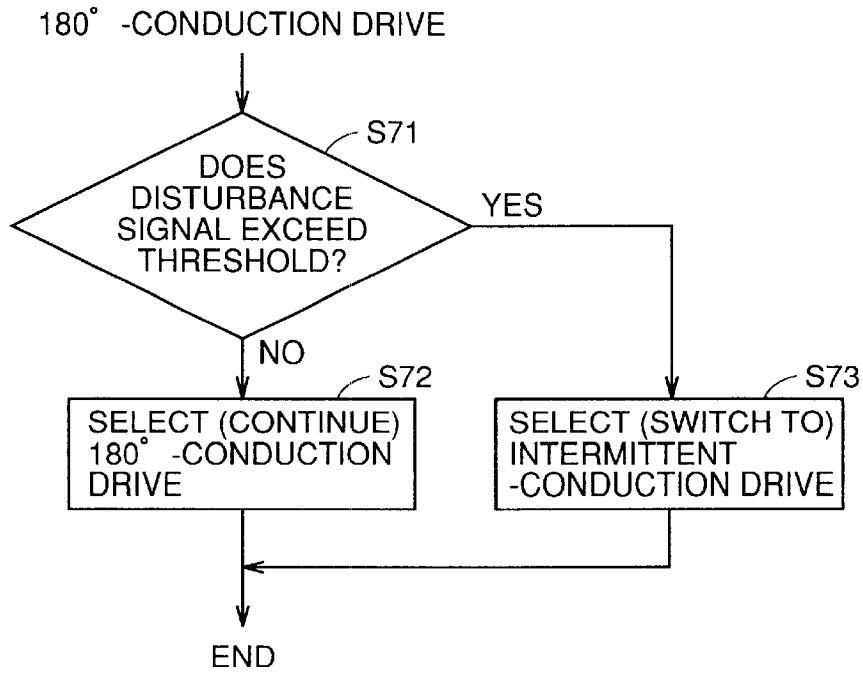 180° -CONDUCTION DRIVE
S71
DOES
DISTURBANCE
SIGNAL EXCEED
THRESHOLD?
YES
NO
S72
SELECT (CONTINUE)
180° -CONDUCTION
DRIVE
S73
SELECT (SWITCH TO)
INTERMITTENT
-CONDUCTION DRIVE
END